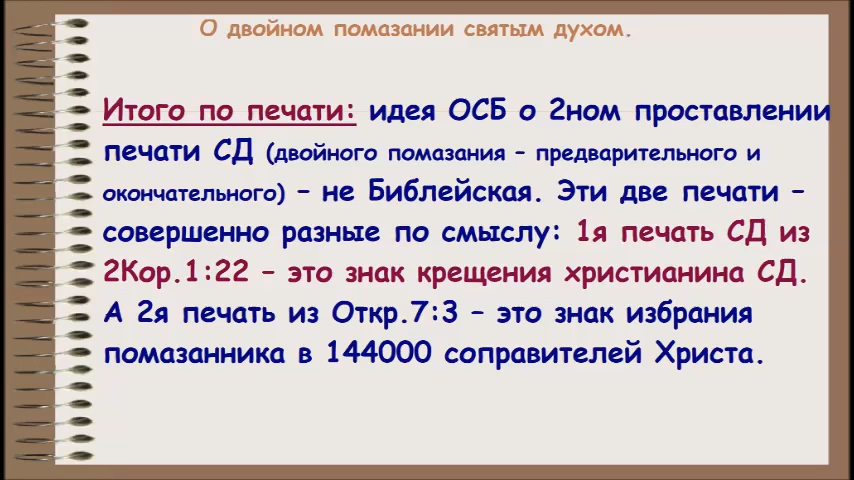 О двойном помазании святым духом.
Итого по печати: идея ОСБ о 2ном проставлении
печати СД (двойного помазания – предварительного и
окончательного) – не Библейская. Эти две печати –
совершенно разные по смыслу: 1я печать СД из
2Кор.1:22 – это знак крещения христианина СД.
А 2я печать из Откр.7:3 – это знак избрания
помазанника в 144000 соправителей Христа.